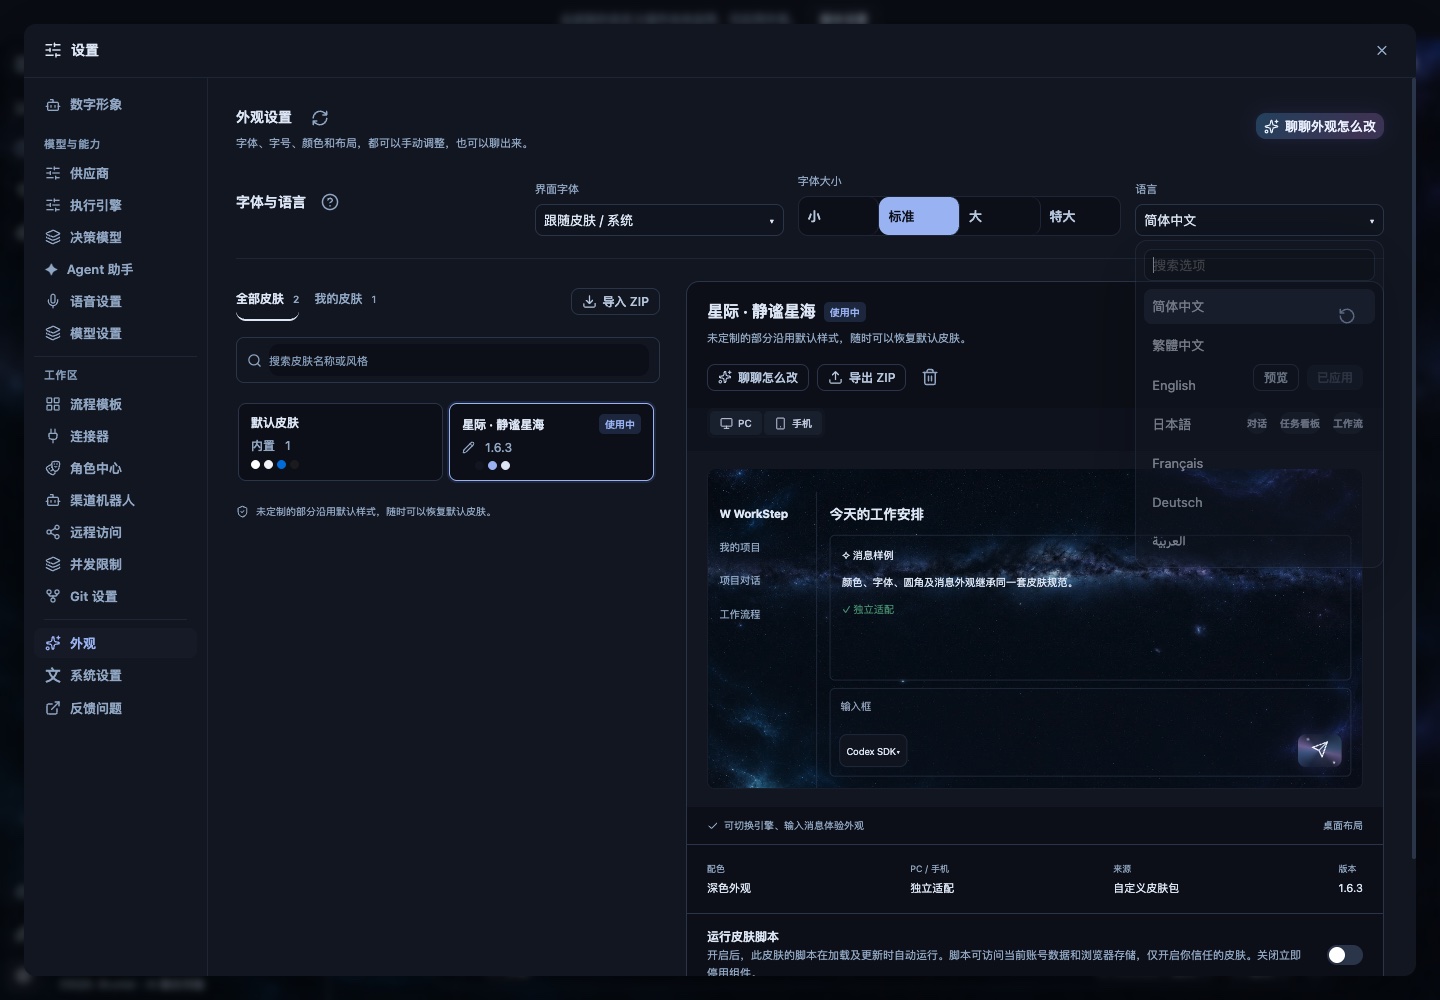 设置
数字形象
模型与能力
供应商
执行引擎
决策模型
Agent 助手
语音设置
模型设置
工作区
流程模板
连接器
角色中心
渠道机器人
远程访问
并发限制
Git 设置
外观
系统设置
反馈问题
外观设置
字体、字号、颜色和布局，都可以手动调整，也可以聊出来。
聊聊外观怎么改
字体与语言
界面字体
跟随皮肤 / 系统
字体大小
小 标准 大 特大
语言
简体中文
搜索选项
简体中文
繁體中文
English
日本語
Français
Deutsch
العربية
全部皮肤 2 我的皮肤 1
导入 ZIP
搜索皮肤名称或风格
默认皮肤
内置 1
星际 · 静谧星海 使用中
1.6.3
未定制的部分沿用默认样式，随时可以恢复默认皮肤。
星际 · 静谧星海 使用中
未定制的部分沿用默认样式，随时可以恢复默认皮肤。
聊聊怎么改 导出 ZIP
预览 已应用
PC 手机
对话 任务看板 工作流
W WorkStep
我的项目
项目对话
工作流程
今天的工作安排
消息样例
颜色、字体、圆角及消息外观继承同一套皮肤规范。
✓ 独立适配
输入框
Codex SDK
可切换引擎、输入消息体验外观
桌面布局
配色 PC / 手机 来源 版本
深色外观 独立适配 自定义皮肤包 1.6.3
运行皮肤脚本
开启后，此皮肤的脚本在加载及更新时自动运行。脚本可访问当前账号数据和浏览器存储，仅开启你信任的皮肤。关闭立即
停用组件。